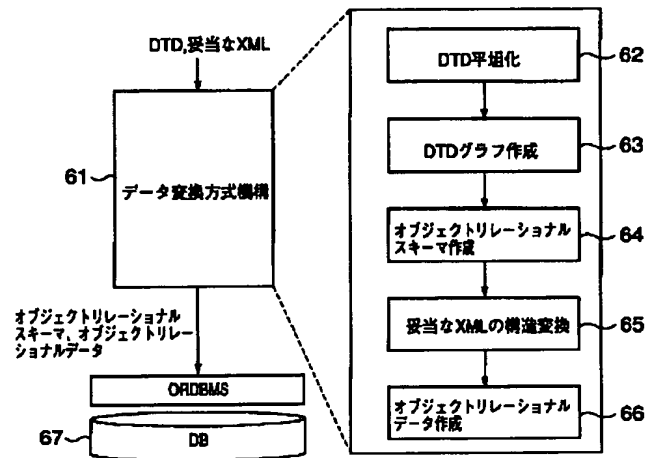 DTD,妥当なXML
61
データ変換方式機構
オブジェクトリレーショナル
スキーマ、オブジェクトリレー
ショナルデータ
ORDBMS
67
DB
DTD平坦化
62
DTDグラフ作成
63
オブジェクトリレーショナル
スキーマ作成
64
妥当なXMLの構造変換
65
オブジェクトリレーショナル
データ作成
66